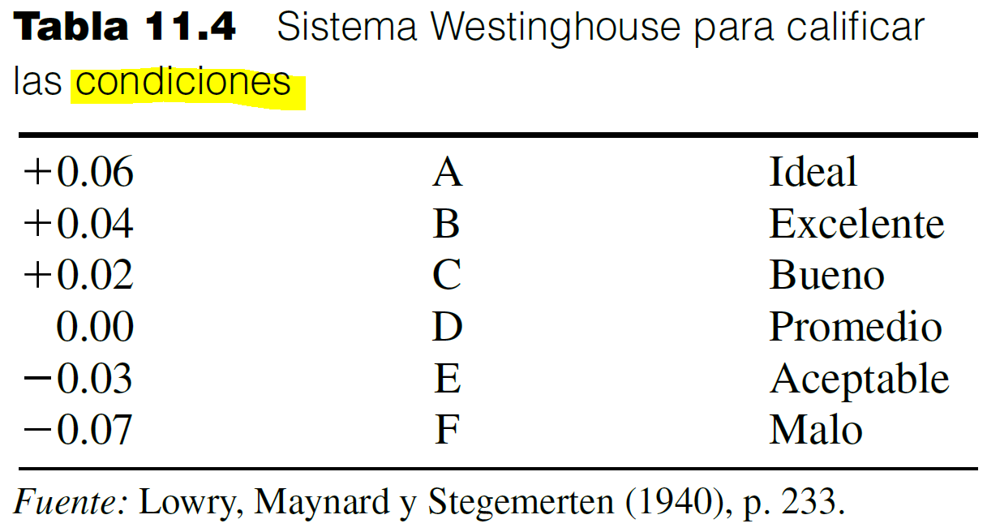 Tabla 11.4 Sistema Westinghouse para calificar
las condiciones
+0.06 A Ideal
+0.04 B Excelente
+0.02 C Bueno
0.00 D Promedio
−0.03 E Aceptable
−0.07 F Malo
Fuente: Lowry, Maynard y Stegemerten (1940), p. 233.